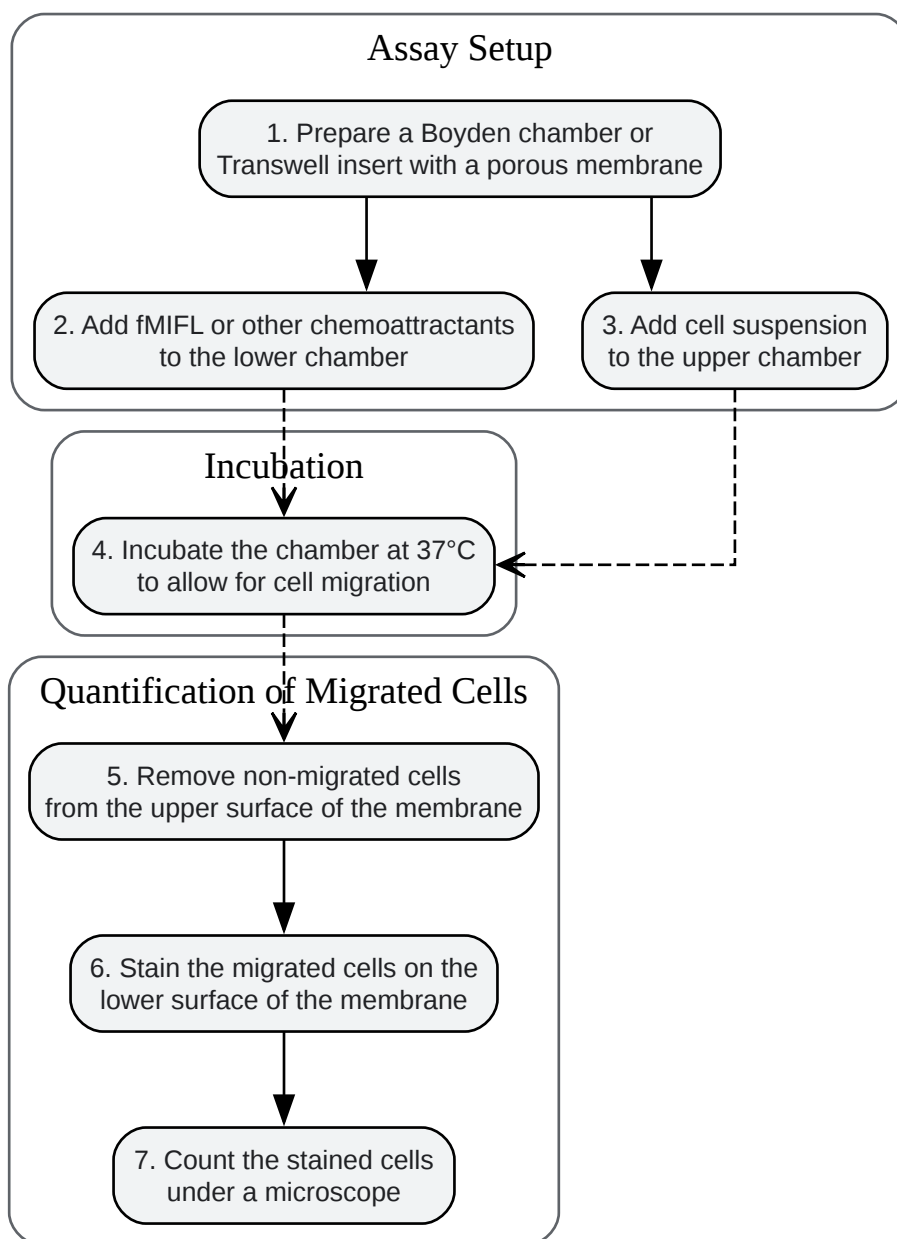 Assay Setup
1. Prepare a Boyden chamber or
Transwell insert with a porous membrane
2. Add fMIFL or other chemoattractants
to the lower chamber
3. Add cell suspension
to the upper chamber
Incubation
4. Incubate the chamber at 37°C
to allow for cell migration
Quantification of Migrated Cells
5. Remove non-migrated cells
from the upper surface of the membrane
6. Stain the migrated cells on the
lower surface of the membrane
7. Count the stained cells
under a microscope